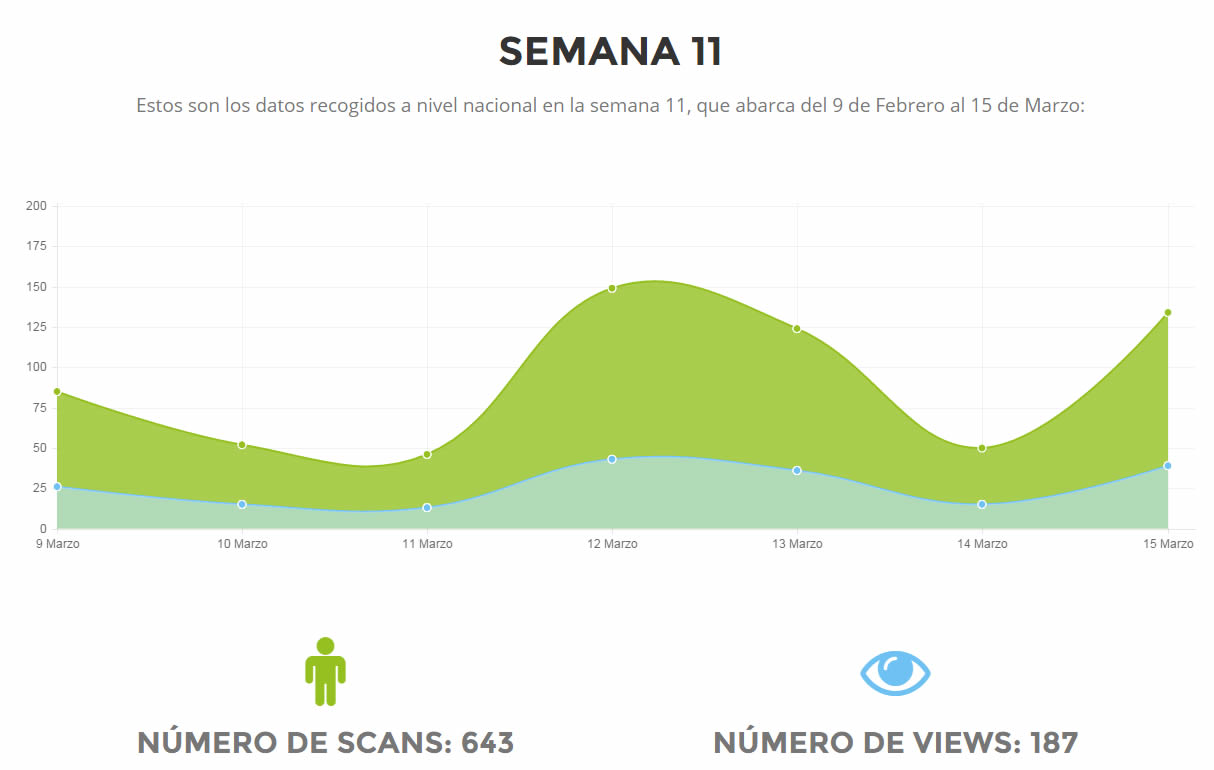 SEMANA 11
Estos son los datos recogidos a nivel nacional en la semana 11, que abarca del 9 de Febrero al 15 de Marzo:
200
175
150
125
100
75
50
25
0
9 Marzo 10 Marzo 11 Marzo 12 Marzo 13 Marzo 14 Marzo 15 Marzo
NÚMERO DE SCANS: 643 NÚMERO DE VIEWS: 187